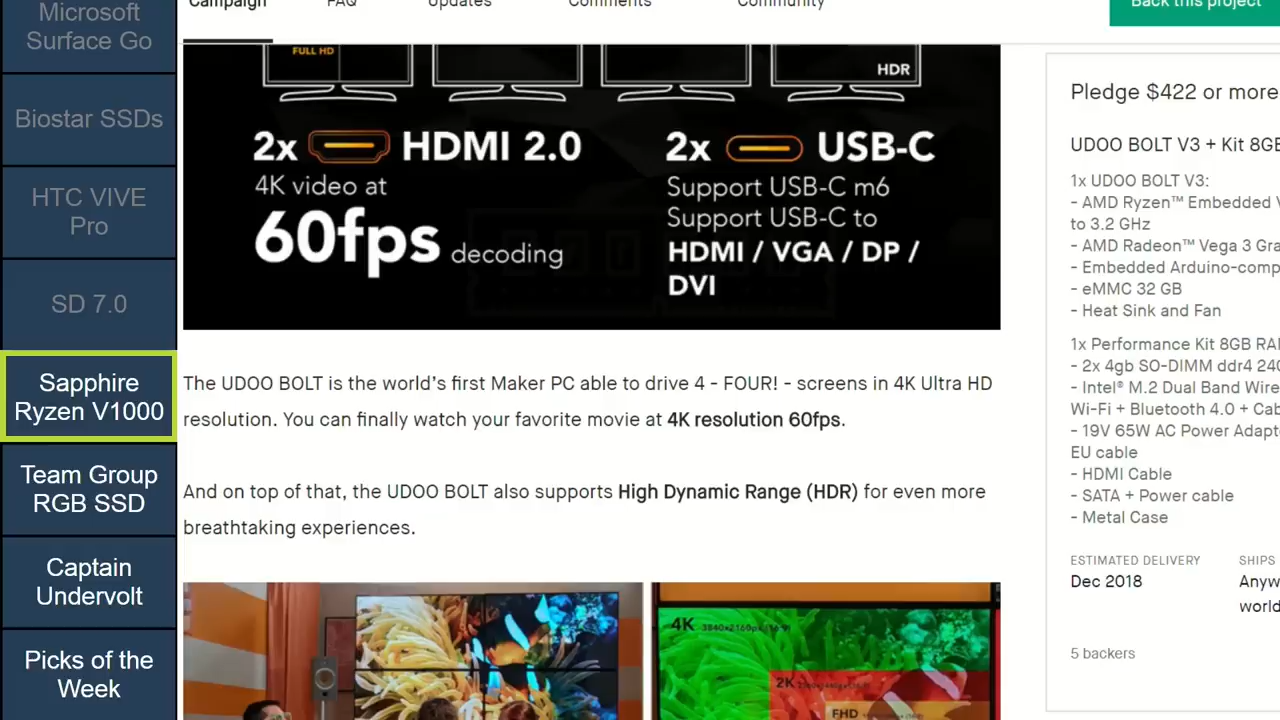 Microsoft
Surface Go
Biostar SSDs
HTC VIVE
Pro
SD 7.0
Sapphire
Ryzen V1000
Team Group
RGB SSD
Captain
Undervolt
Picks of the
Week
Campaign
FAQ
Updates
Comments
Community
Back this project
FULL HD
HDR
2x HDMI 2.0
4K video at
60fps decoding
2x USB-C
Support USB-C m6
Support USB-C to
HDMI / VGA / DP /
DVI
The UDOO BOLT is the world's first Maker PC able to drive 4 - FOUR! - screens in 4K Ultra HD
resolution. You can finally watch your favorite movie at 4K resolution 60fps.
And on top of that, the UDOO BOLT also supports High Dynamic Range (HDR) for even more
breathtaking experiences.
4K 3840x2160px (16:9)
2K
FHD
Pledge $422 or more
UDOO BOLT V3 + Kit 8GB
1x UDOO BOLT V3:
- AMD Ryzen™ Embedded V
to 3.2 GHz
- AMD Radeon™ Vega 3 Gra
- Embedded Arduino-comp
- eMMC 32 GB
- Heat Sink and Fan
1x Performance Kit 8GB RA
- 2x 4gb SO-DIMM ddr4 240
- Intel® M.2 Dual Band Wire
Wi-Fi + Bluetooth 4.0 + Cab
- 19V 65W AC Power Adapt
EU cable
- HDMI Cable
- SATA + Power cable
- Metal Case
ESTIMATED DELIVERY
Dec 2018
SHIPS
Anyw
world
5 backers